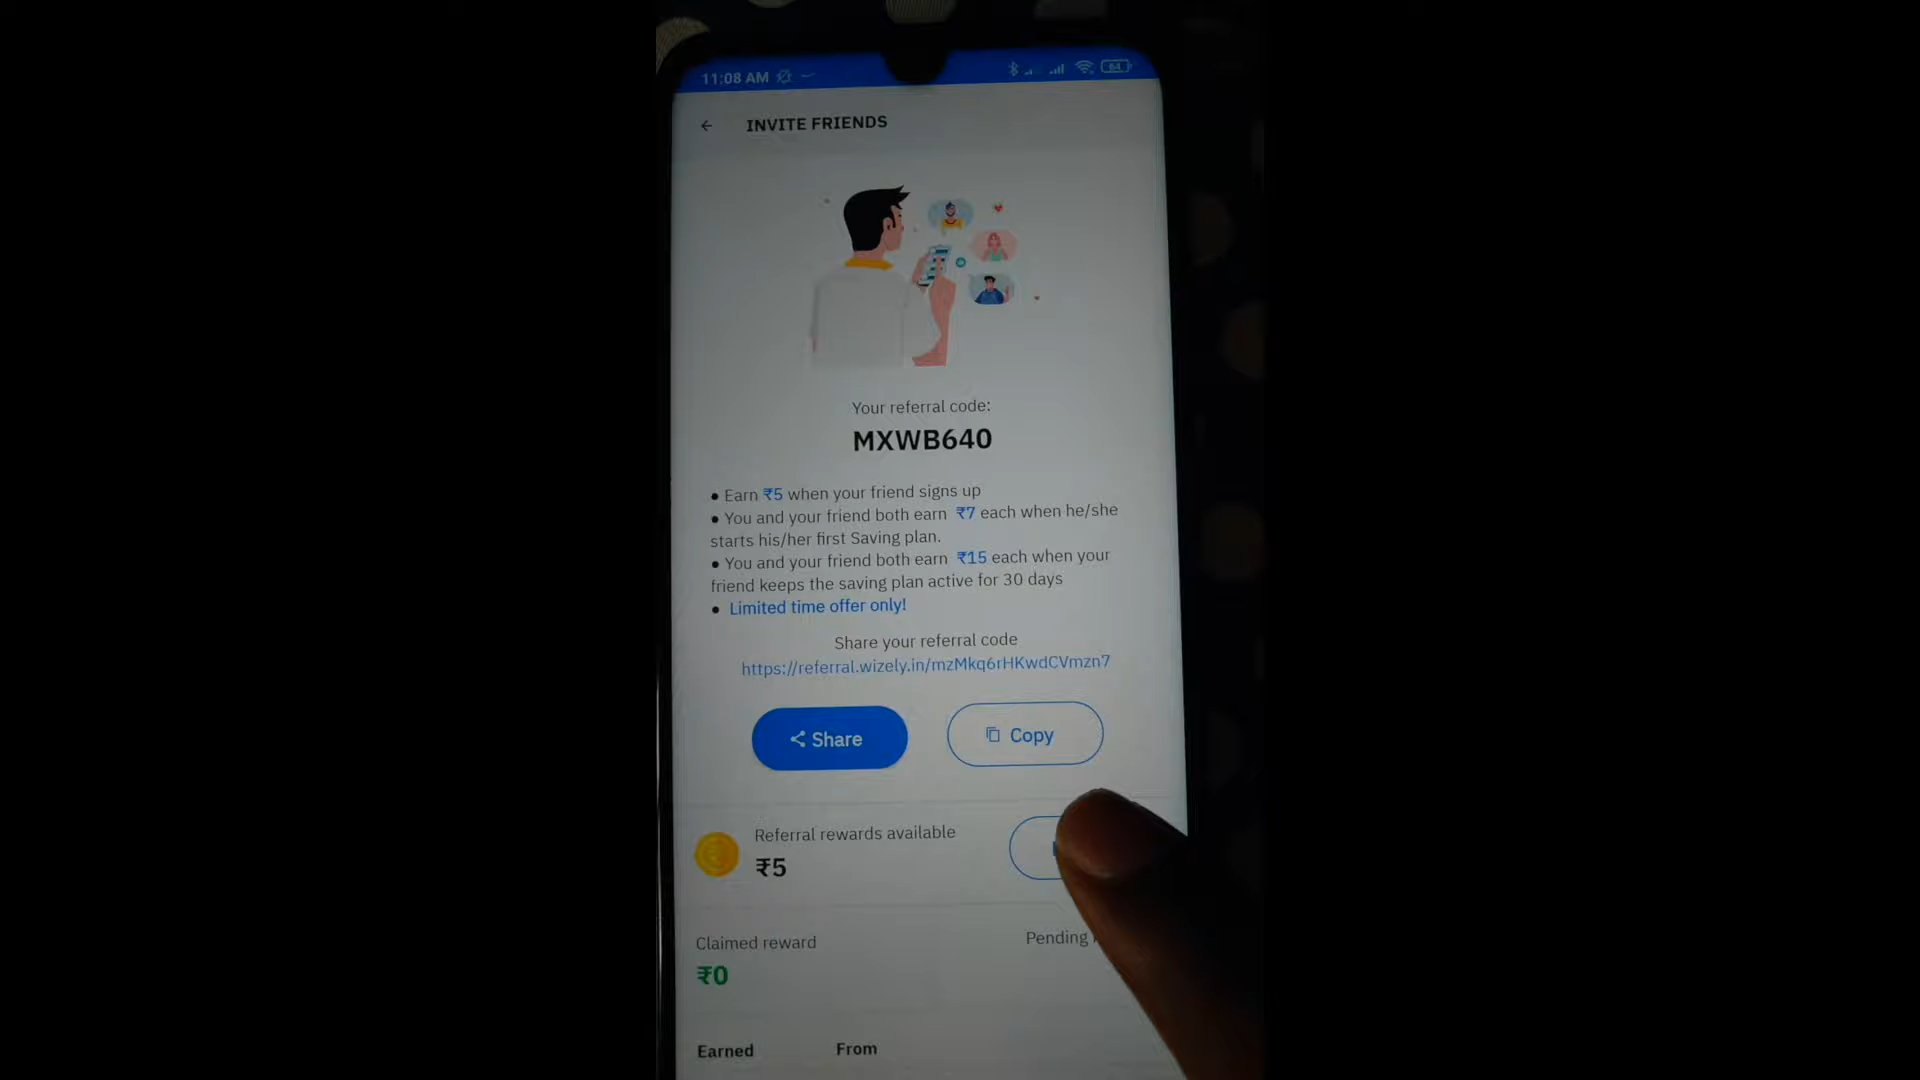 11:08 AM
64
INVITE FRIENDS
Your referral code:
MXWB640
• Earn ₹5 when your friend signs up
• You and your friend both earn ₹7 each when he/she
starts his/her first Saving plan.
• You and your friend both earn ₹15 each when your
friend keeps the saving plan active for 30 days
• Limited time offer only!
Share your referral code
https://referral.wizely.in/mzMkq6rHKwdCVmzn7
Share
Copy
Referral rewards available
₹5
Claimed reward
Pending
₹0
Earned
From